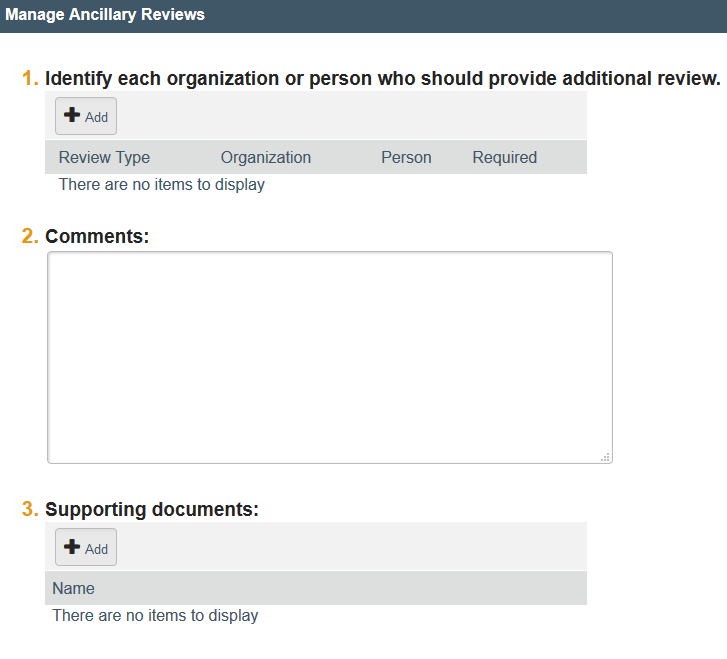 Manage Ancillary Reviews
1. Identify each organization or person who should provide additional review.
Add
Review Type Organization Person Required
There are no items to display
2. Comments:
3. Supporting documents:
Add
Name
There are no items to display